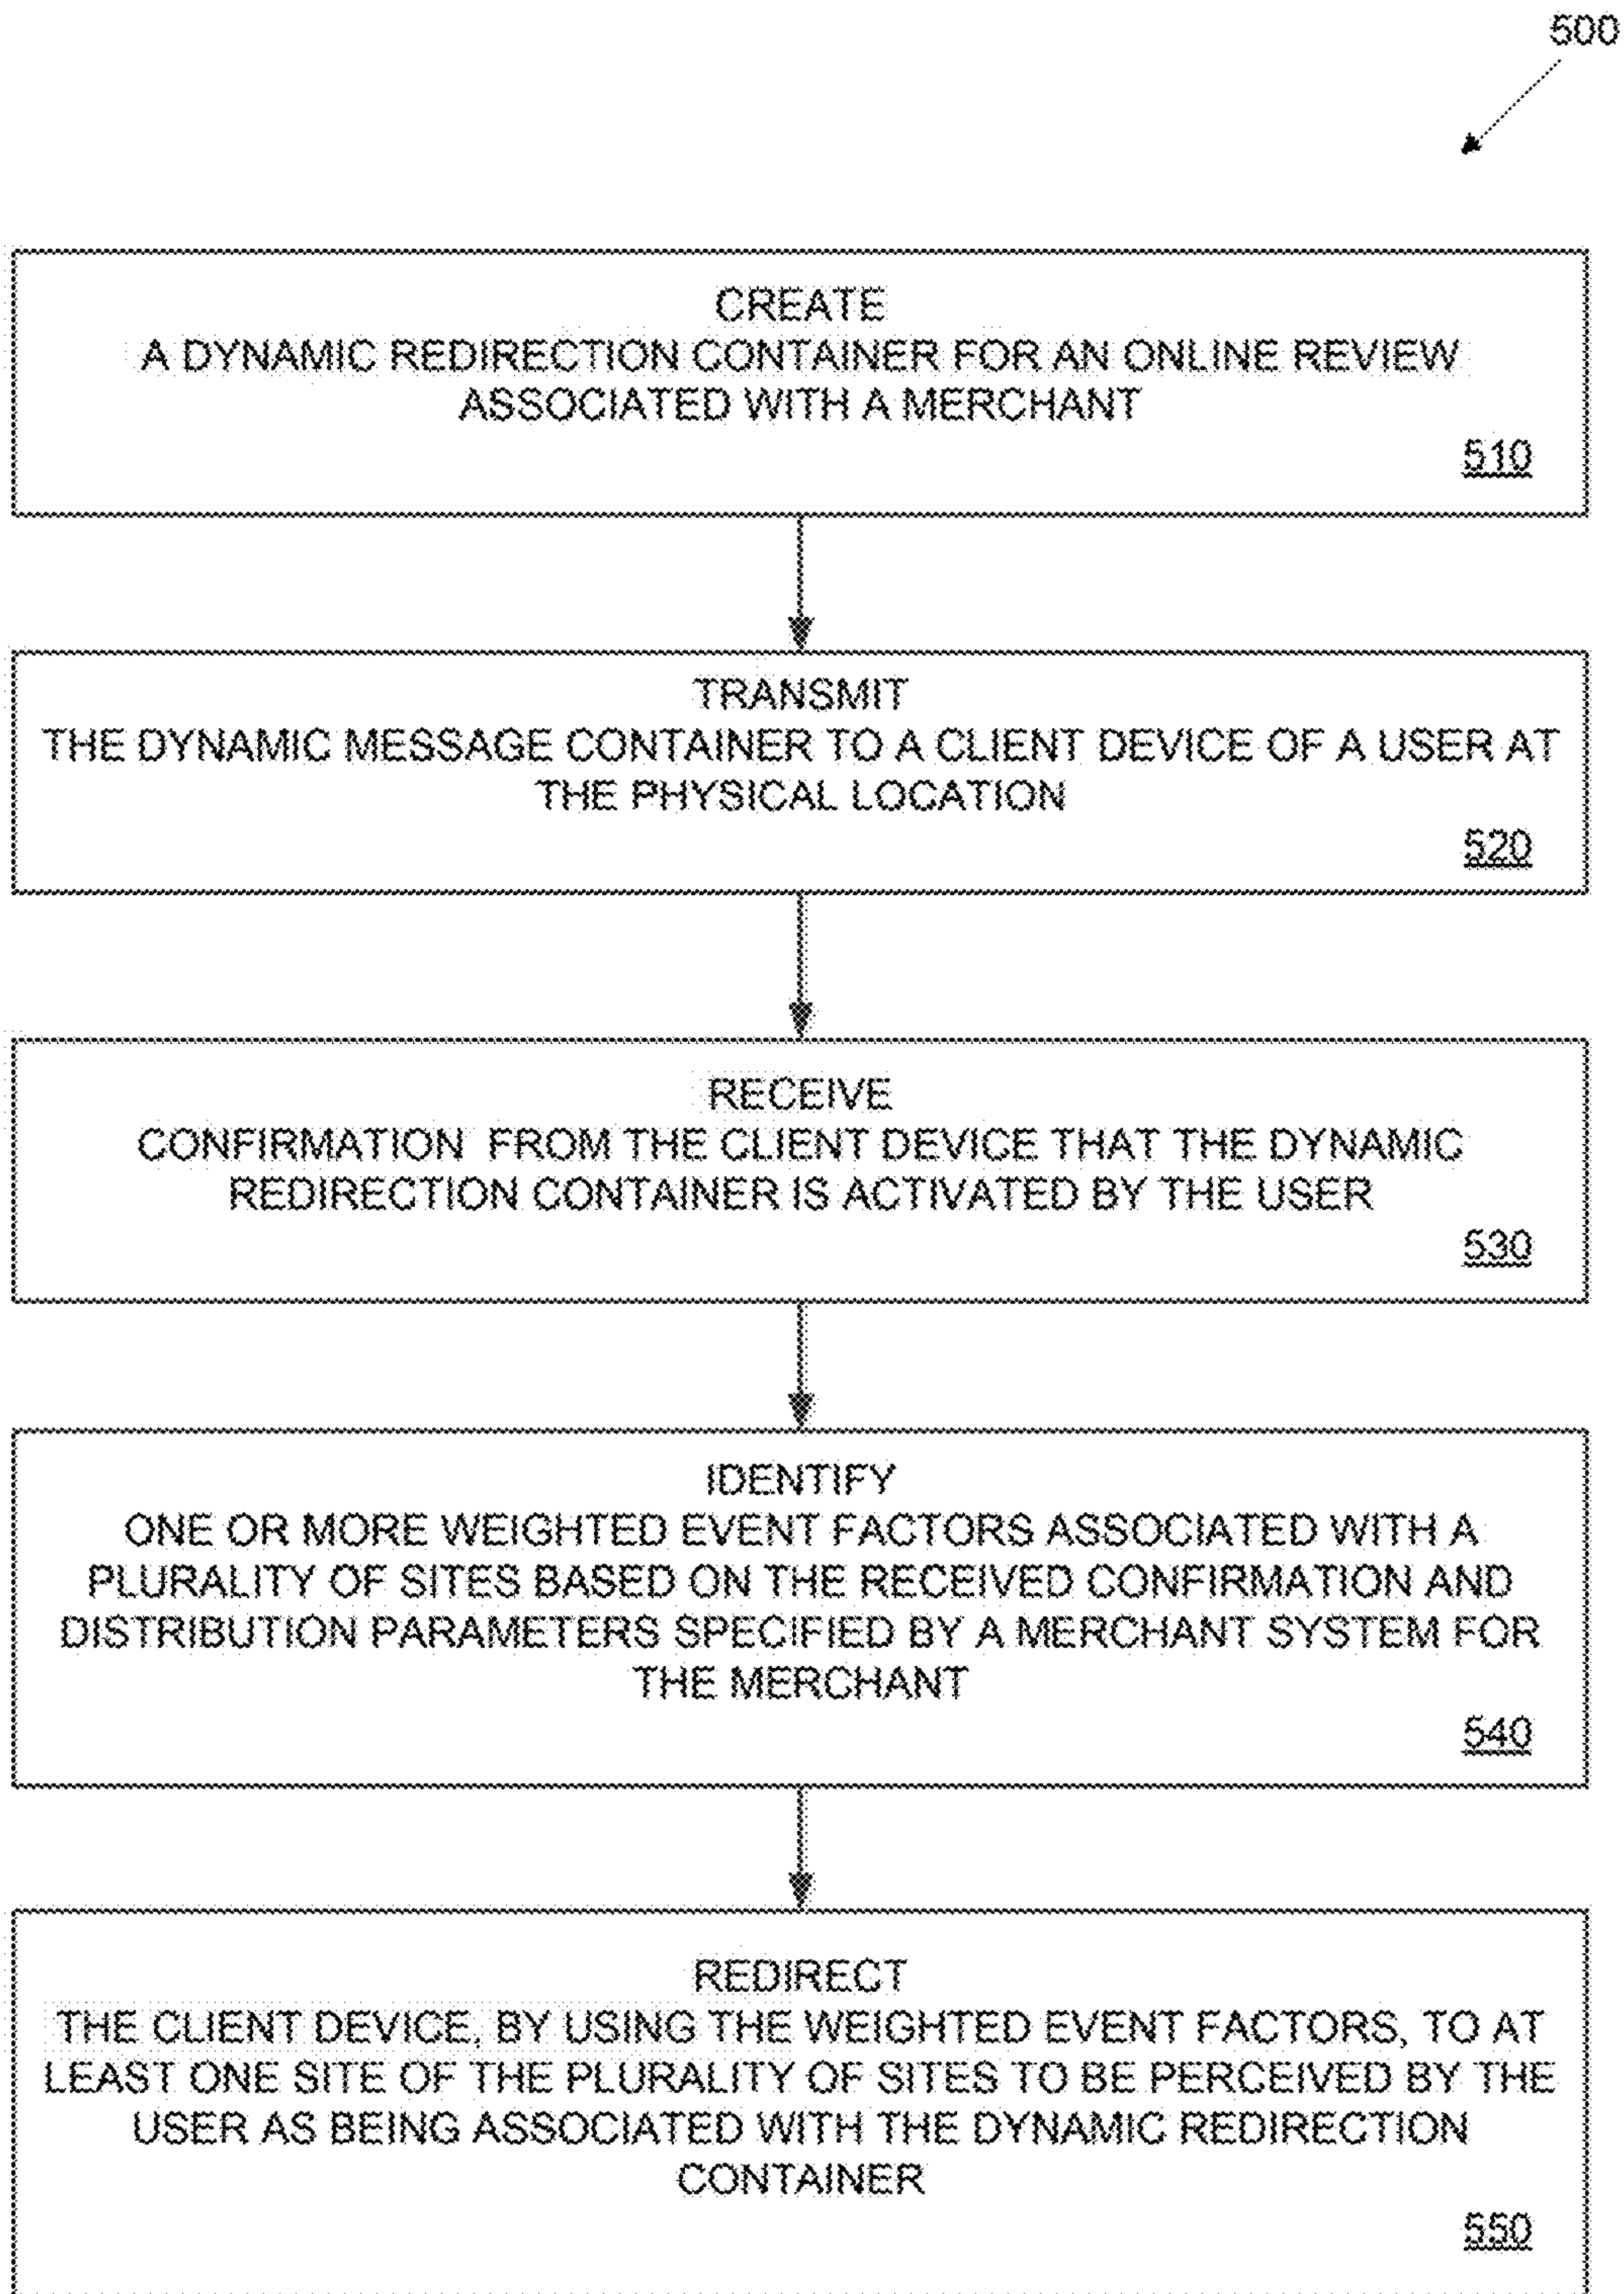 500
CREATE
A DYNAMIC REDIRECTION CONTAINER FOR AN ONLINE REVIEW
ASSOCIATED WITH A MERCHANT
510
TRANSMIT
THE DYNAMIC MESSAGE CONTAINER TO A CLIENT DEVICE OF A USER AT
THE PHYSICAL LOCATION
520
RECEIVE
CONFIRMATION FROM THE CLIENT DEVICE THAT THE DYNAMIC
REDIRECTION CONTAINER IS ACTIVATED BY THE USER
530
IDENTIFY
ONE OR MORE WEIGHTED EVENT FACTORS ASSOCIATED WITH A
PLURALITY OF SITES BASED ON THE RECEIVED CONFIRMATION AND
DISTRIBUTION PARAMETERS SPECIFIED BY A MERCHANT SYSTEM FOR
THE MERCHANT
540
REDIRECT
THE CLIENT DEVICE, BY USING THE WEIGHTED EVENT FACTORS, TO AT
LEAST ONE SITE OF THE PLURALITY OF SITES TO BE PERCEIVED BY THE
USER AS BEING ASSOCIATED WITH THE DYNAMIC REDIRECTION
CONTAINER
550